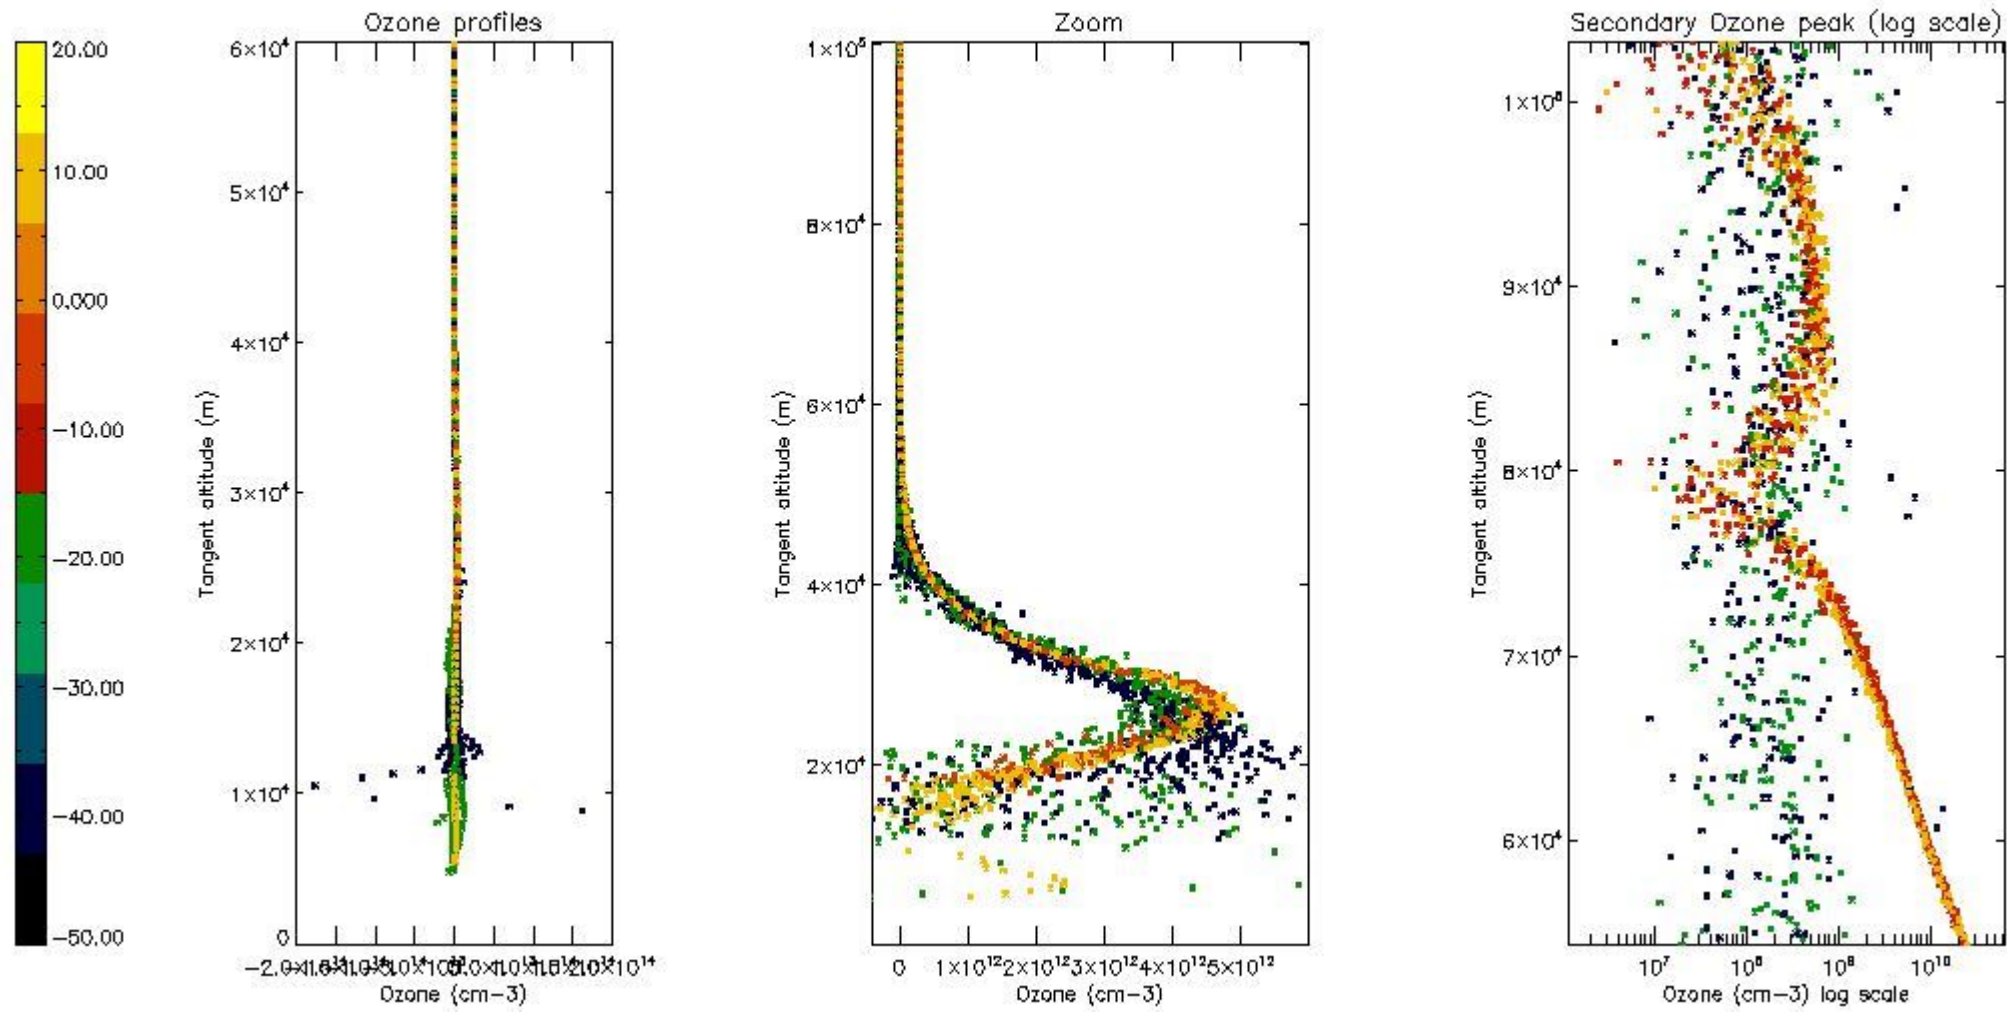 Ozone profiles
Zoom
Secondary Ozone peak (log scale)
20.00
10.00
0.000
−10.00
−20.00
−30.00
−40.00
−50.00
6×10⁴
5×10⁴
4×10⁴
3×10⁴
2×10⁴
1×10⁴
0
Tangent altitude (m)
Ozone (cm−3)
1×10⁵
8×10⁴
6×10⁴
4×10⁴
2×10⁴
Tangent altitude (m)
0 1×10¹² 2×10¹² 3×10¹² 4×10¹² 5×10¹²
Ozone (cm−3)
1×10⁵
9×10⁴
8×10⁴
7×10⁴
6×10⁴
Tangent altitude (m)
10⁷ 10⁸ 10⁹ 10¹⁰
Ozone (cm−3) log scale